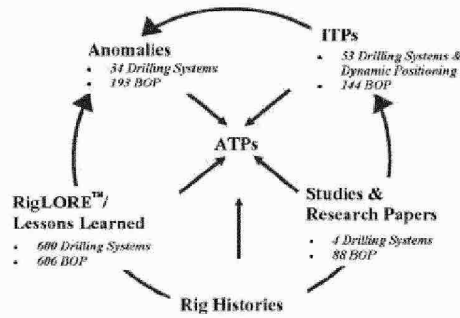 Anomalies
• 34 Drilling Systems
• 193 BOP
ITPs
• 53 Drilling Systems &
Dynamic Positioning
• 144 BOP
ATPs
RigLORE™/
Lessons Learned
• 600 Drilling Systems
• 606 BOP
Studies &
Research Papers
• 4 Drilling Systems
• 88 BOP
Rig Histories